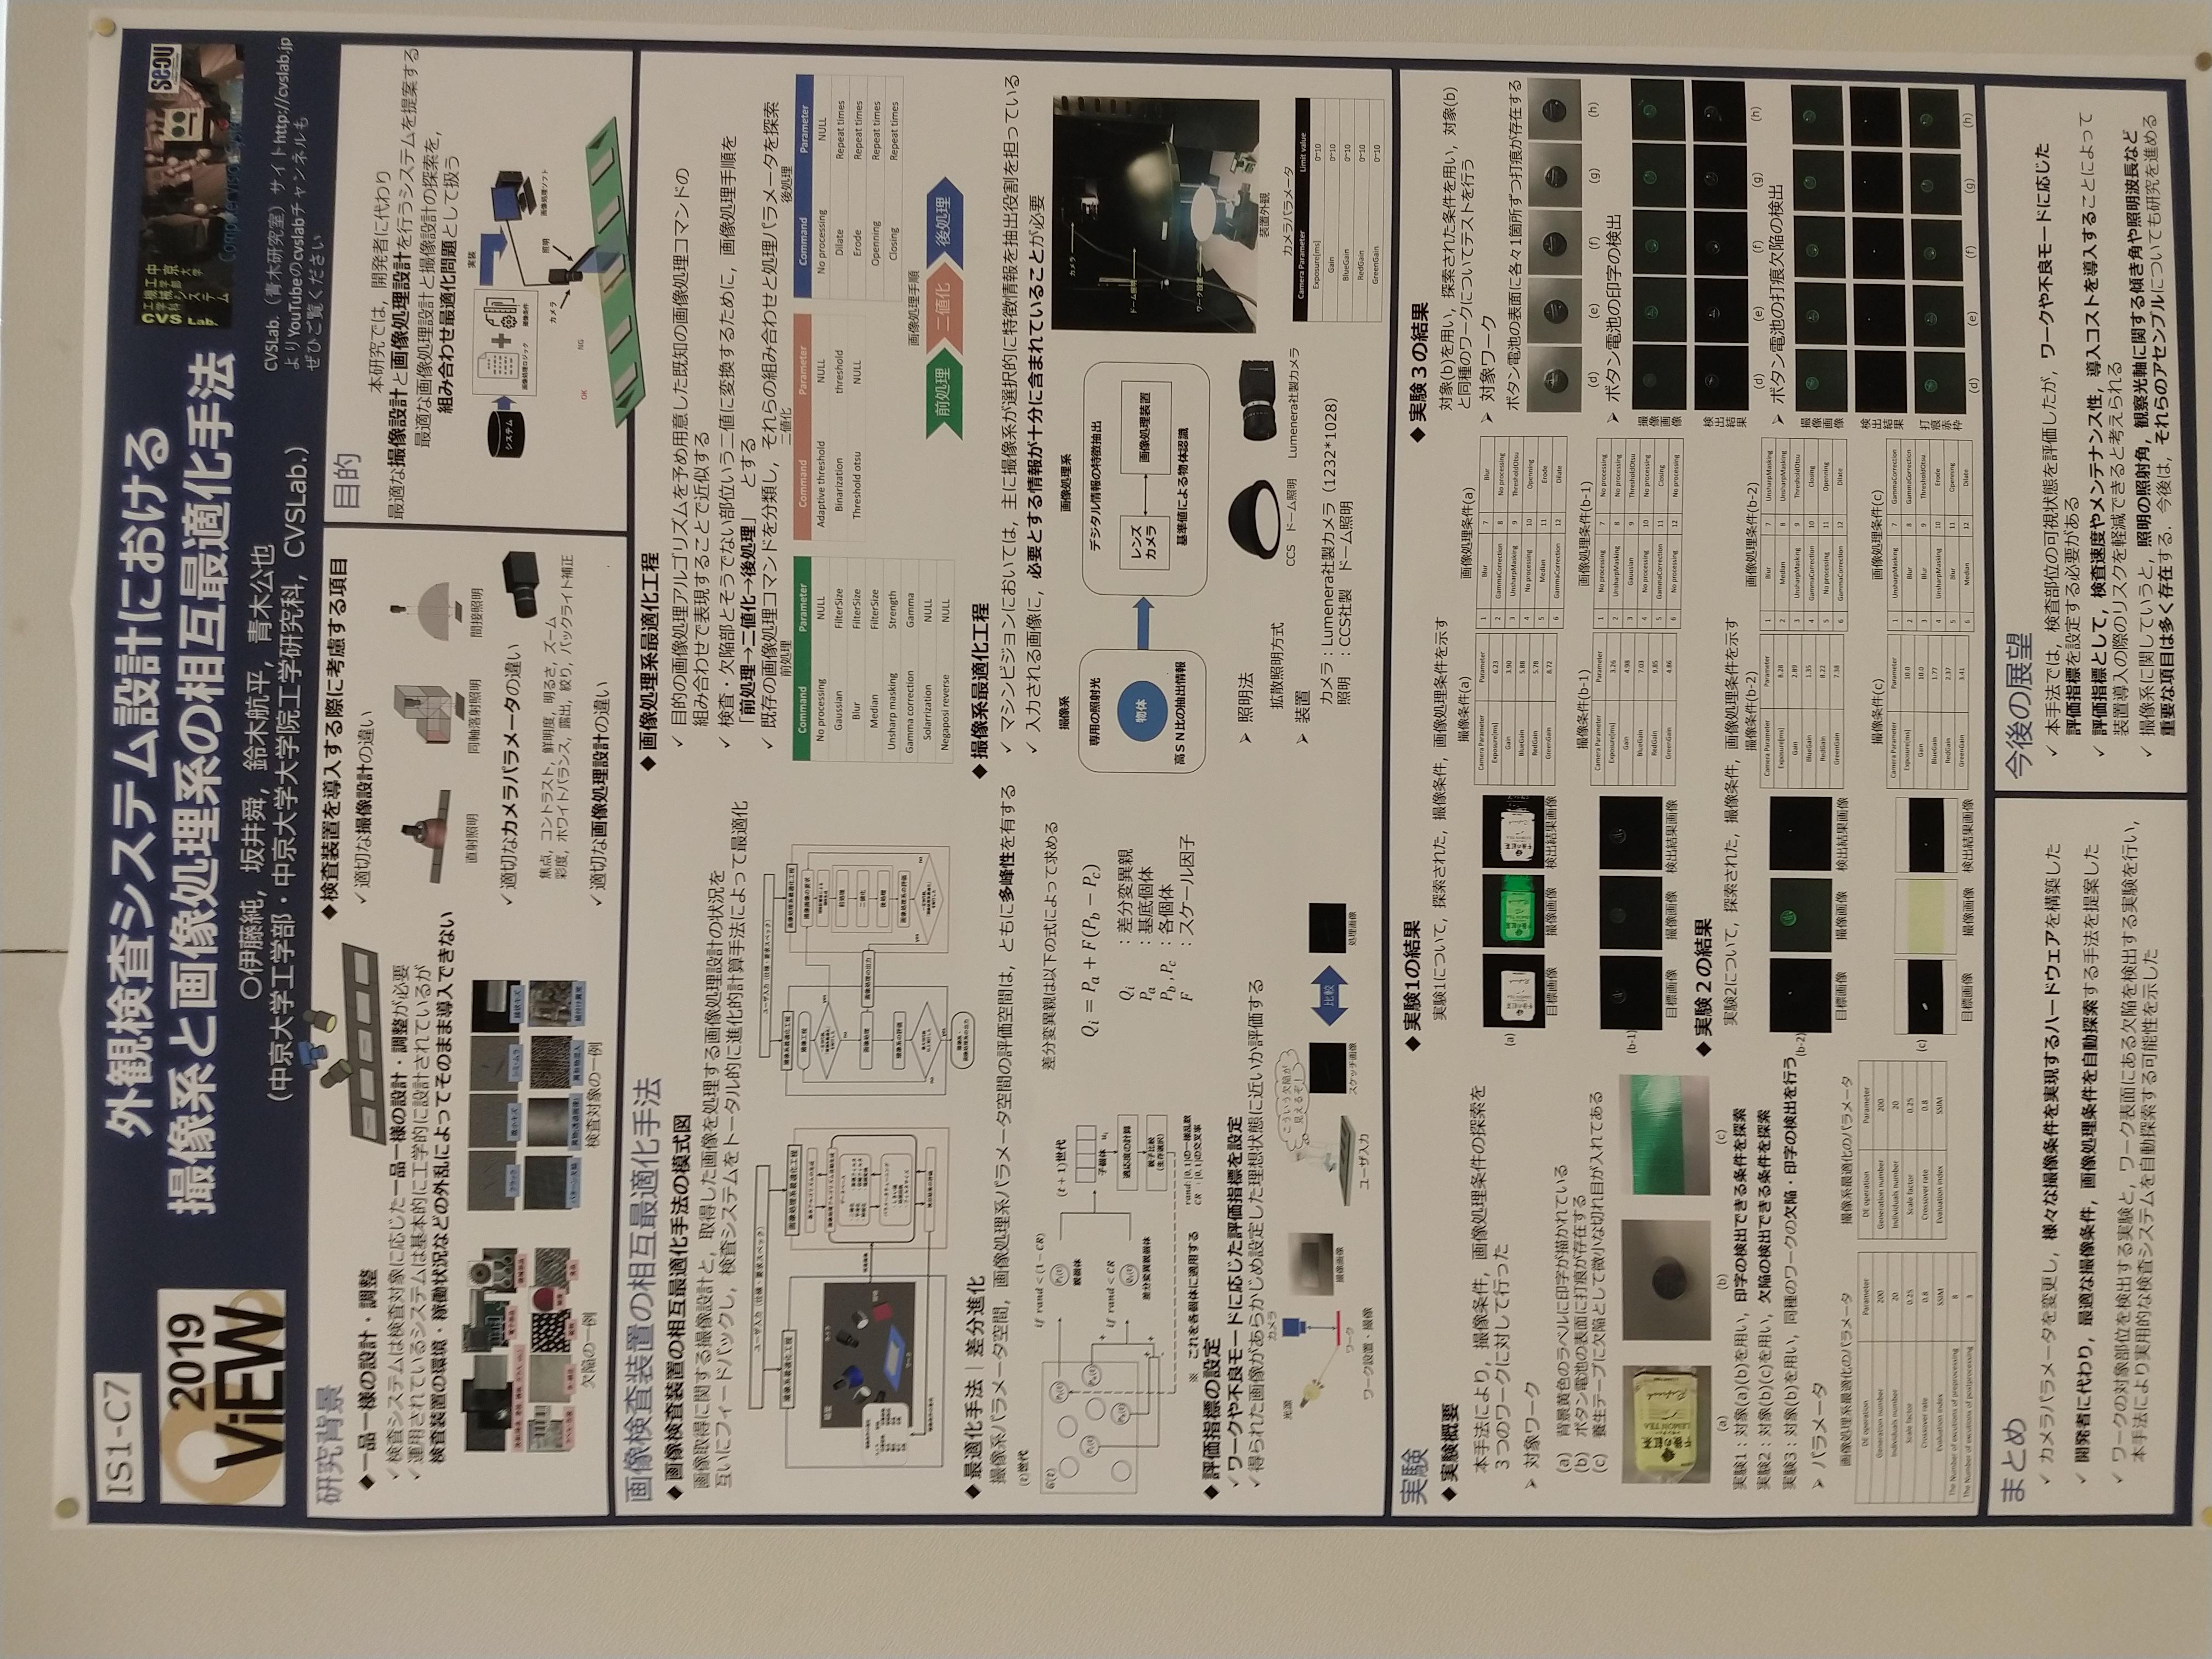 IS1-C7
2019
ViEW
外観検査システム設計における
撮像系と画像処理系の相互最適化手法
○伊藤純，坂井舜，鈴木航平，青木公也
（中京大学工学部・中京大学大学院工学研究科，CVSLab.）
中京大学
工学部
機械システム
工学科
CVS Lab.
CVSLab.（青木研究室）サイトhttp://cvslab.jp
よりYouTubeのcvslabチャンネルも
ぜひご覧ください
研究背景
◆一品一様の設計・調整
✓検査システムは検査対象に応じた一品一様の設計・調整が必要
✓運用されているシステムは基本的に工学的に設計されているが
検査装置の環境・稼働状況などの外乱によってそのまま導入できない
欠陥の一例
検査対象の一例
◆検査装置を導入する際に考慮する項目
✓適切な撮像設計の違い
直射照明 同軸落射照明 間接照明
✓適切なカメラパラメータの違い
焦点，コントラスト，鮮明度，明るさ，ズーム
彩度，ホワイトバランス，露出，絞り，バックライト補正
✓適切な画像処理設計の違い
目的
本研究では，開発者に代わり
最適な撮像設計と画像処理設計を行うシステムを提案する
最適な画像処理設計と撮像設計の探索を，
組み合わせ最適化問題として扱う
実装
システム
画像処理ロジック
撮像条件
画像処理ソフト
カメラ
照明
OK
NG
画像検査装置の相互最適化手法
◆画像検査装置の相互最適化手法の模式図
画像取得に関する撮像設計と，取得した画像を処理する画像処理設計の状況を
互いにフィードバックし，検査システムをトータル的に進化的計算手法によって最適化
ユーザ入力（仕様・要求スペック）
撮像系最適化工程
画像処理系最適化工程
ユーザ入力（仕様・要求スペック）
撮像系最適化工程
画像処理系最適化工程
◆最適化手法｜差分進化
撮像系パラメータ空間，画像処理系パラメータ空間の評価空間は，ともに多峰性を有する
(t)世代
G(t)
if rand < (1 − CR)
親個体
if rand < CR
差分変異親個体
(t + 1)世代
子個体 ui
適応度の計算
親子比較
（生存選択）
※ これを各個体に適用する
rand: [0,1]の一様乱数
CR : [0,1]の交叉率
差分変異親は以下の式によって求める
Qi = Pa + F(Pb − Pc)
Qi ：差分変異親
Pa ：基底個体
Pb , Pc ：各個体
F ：スケール因子
◆評価指標の設定
✓ワークや不良モードに応じた評価指標を設定
✓得られた画像があらかじめ設定した理想状態に近いか評価する
光源
カメラ
ワーク
ワーク設置・撮像
撮像画像
こういう欠陥が
見えるぞ！
ユーザ入力
スケッチ画像
比較
処理画像
◆画像処理系最適化工程
✓ 目的の画像処理アルゴリズムを予め用意した既知の画像処理コマンドの
組み合わせで表現することで近似する
✓ 検査・欠陥部とそうでない部位いう二値に変換するために，画像処理手順を
「前処理→二値化→後処理」 とする
✓ 既存の画像処理コマンドを分類し，それらの組み合わせと処理パラメータを探索
前処理
Command Parameter
No processing NULL
Gaussian FilterSize
Blur FilterSize
Median FilterSize
Unsharp masking Strength
Gamma correction Gamma
Solarrization NULL
Negaposi reverse NULL
二値化
Command Parameter
Adaptive threshold NULL
Binarization threshold
Threshold otsu NULL
後処理
Command Parameter
No processing NULL
Dilate Repeat times
Erode Repeat times
Openning Repeat times
Closing Repeat times
画像処理手順
前処理 二値化 後処理
◆撮像系最適化工程
✓ マシンビジョンにおいては，主に撮像系が選択的に特徴情報を抽出役割を担っている
✓ 入力される画像に，必要とする情報が十分に含まれていることが必要
撮像系
専用の照射光
物体
高ＳＮ比の抽出情報
画像処理系
デジタル情報の特徴抽出
レンズ
カメラ
画像処理装置
基準値による物体認識
カメラ
ドーム照明
ワーク設置
装置外観
➢ 照明法
拡散照明方式
➢ 装置
カメラ：Lumenera社製カメラ（1232*1028）
照明 ：CCS社製 ドーム照明
CCS ドーム照明
Lumenera社製カメラ
カメラパラメータ
Camera Parameter Limit value
Exposure[ms] 0~10
Gain 0~10
BlueGain 0~10
RedGain 0~10
GreenGain 0~10
実験
◆実験概要
本手法により，撮像条件，画像処理条件の探索を
３つのワークに対して行った
➢ 対象ワーク
(a) 背景黄色のラベルに印字が描かれている
(b) ボタン電池の表面に打痕が存在する
(c) 養生テープに欠陥として微小な切れ目が入れてある
午後の紅茶
LEMON TEA
(a) (b) (c)
実験1：対象(a)(b)を用い，印字の検出できる条件を探索
実験2：対象(b)(c)を用い，欠陥の検出できる条件を探索
実験3：対象(b)を用い，同種のワークの欠陥・印字の検出を行う
➢ パラメータ
画像処理系最適化のパラメータ
DE operation Parameter
Generation number 200
Individuals number 20
Scale factor 0.25
Crossover rate 0.8
Evaluation index SSIM
The Number of excutions of preprocessing 8
The Number of excutions of postprocessing 3
撮像系最適化のパラメータ
DE operation Parameter
Generation number 200
Individuals number 20
Scale factor 0.25
Crossover rate 0.8
Evaluation index SSIM
◆実験1の結果
実験1について，探索された，撮像条件，画像処理条件を示す
(a)
目標画像 撮像画像 検出結果画像
撮像条件(a)
Camera Parameter Parameter
Exposure[ms] 6.23
Gain 3.90
BlueGain 5.88
RedGain 5.78
GreenGain 8.72
画像処理条件(a)
1 Blur 7 Blur
2 GammaCorrection 8 No processing
3 UnsharpMasking 9 ThresholdOtsu
4 No processing 10 Openning
5 Median 11 Erode
6 GammaCorrection 12 Dilate
(b-1)
目標画像 撮像画像 検出結果画像
撮像条件(b-1)
Camera Parameter Parameter
Exposure[ms] 3.26
Gain 4.98
BlueGain 7.03
RedGain 9.85
GreenGain 4.86
画像処理条件(b-1)
1 No processing 7 No processing
2 UnsharpMasking 8 No processing
3 Gauusian 9 ThresholdOtsu
4 No processing 10 No processing
5 GammaCorrection 11 Closing
6 No processing 12 No processing
◆実験２の結果
実験2について，探索された，撮像条件，画像処理条件を示す
(b-2)
目標画像 撮像画像 検出結果画像
撮像条件(b-2)
Camera Parameter Parameter
Exposure[ms] 8.28
Gain 2.89
BlueGain 1.35
RedGain 8.22
GreenGain 7.38
画像処理条件(b-2)
1 Blur 7 UnsharpMasking
2 Median 8 UnsharpMasking
3 UnsharpMasking 9 ThresholdOtsu
4 GammaCorrection 10 Closing
5 No processing 11 Openning
6 GammaCorrection 12 Dilate
(c)
目標画像 撮像画像 検出結果画像
撮像条件(c)
Camera Parameter Parameter
Exposure[ms] 10.0
Gain 10.0
BlueGain 1.77
RedGain 2.37
GreenGain 3.41
画像処理条件(c)
1 UnsharpMasking 7 GammaCorrection
2 Blur 8 GammaCorrection
3 Blur 9 ThresholdOtsu
4 UnsharpMasking 10 Erode
5 Blur 11 Openning
6 Median 12 Dilate
◆実験３の結果
対象(b)を用い，探索された条件を用い，対象(b)
と同種のワークについてテストを行う
➢ 対象ワーク
ボタン電池の表面に各々1箇所ずつ打痕が存在する
(d) (e) (f) (g) (h)
➢ ボタン電池の印字の検出
撮像画像
検出結果
(d) (e) (f) (g) (h)
➢ ボタン電池の打痕欠陥の検出
撮像画像
検出結果
打痕赤枠
(d) (e) (f) (g) (h)
まとめ
✓ カメラパラメータを変更し，様々な撮像条件を実現するハードウェアを構築した
✓ 開発者に代わり，最適な撮像条件，画像処理条件を自動探索する手法を提案した
✓ ワークの対象部位を検出する実験と，ワーク表面にある欠陥を検出する実験を行い，
本手法により実用的な検査システムを自動探索する可能性を示した
今後の展望
✓ 本手法では，検査部位の可視状態を評価したが，ワークや不良モードに応じた
評価指標を設定する必要がある
✓ 評価指標として，検査速度やメンテナンス性，導入コストを導入することによって
装置導入の際のリスクを軽減できると考えられる
✓ 撮像系に関していうと，照明の照射角，観察光軸に関する傾き角や照明波長など
重要な項目は多く存在する．今後は，それらのアセンブルについても研究を進める